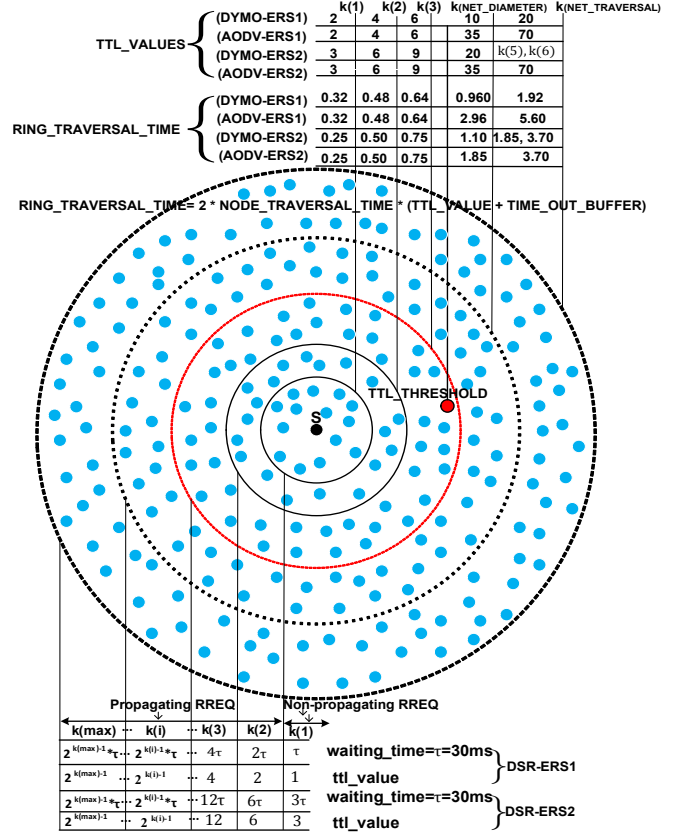 k(1) k(2) k(3) k(NET_DIAMETER) k(NET_TRAVERSAL)
TTL_VALUES
(DYMO-ERS1) 2 4 6 10 20
(AODV-ERS1) 2 4 6 35 70
(DYMO-ERS2) 3 6 9 20 k(5), k(6)
(AODV-ERS2) 3 6 9 35 70
RING_TRAVERSAL_TIME
(DYMO-ERS1) 0.32 0.48 0.64 0.960 1.92
(AODV-ERS1) 0.32 0.48 0.64 2.96 5.60
(DYMO-ERS2) 0.25 0.50 0.75 1.10 1.85, 3.70
(AODV-ERS2) 0.25 0.50 0.75 1.85 3.70
RING_TRAVERSAL_TIME= 2 * NODE_TRAVERSAL_TIME * (TTL_VALUE + TIME_OUT_BUFFER)
TTL_THRESHOLD
S
Propagating RREQ Non-propagating RREQ
k(max) ··· k(i) ··· k(3) k(2) k(1)
2^k(max)-1*τ ··· 2^k(i)-1*τ ··· 4τ 2τ τ waiting_time=τ=30ms
2^k(max)-1 ··· 2^k(i)-1 ··· 4 2 1 ttl_value
DSR-ERS1
2^k(max)-1*τ ··· 2^k(i)-1*τ ··· 12τ 6τ 3τ waiting_time=τ=30ms
2^k(max)-1 ··· 2^k(i)-1 ··· 12 6 3 ttl_value
DSR-ERS2